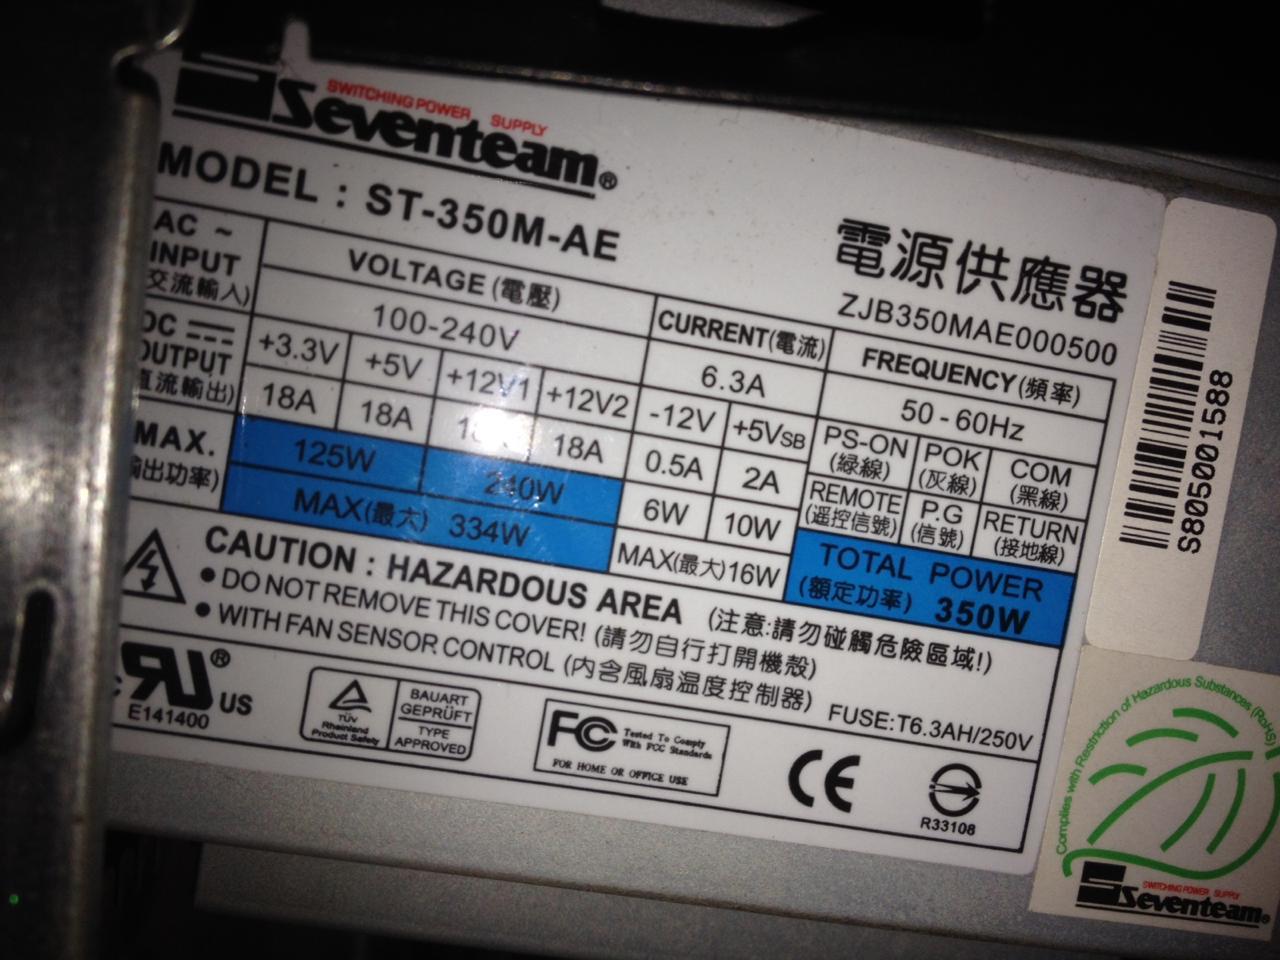 SWITCHING POWER SUPPLY
Seventeam®
MODEL : ST-350M-AE
電源供應器
ZJB350MAE000500
AC ~ INPUT 交流輸入)
VOLTAGE (電壓)
CURRENT(電流)
FREQUENCY (頻率)
100-240V
6.3A
50 - 60Hz
DC OUTPUT 直流輸出)
+3.3V +5V +12V1 +12V2 -12V +5VSB
PS-ON (綠線) POK (灰線) COM (黑線)
18A 18A 18A 0.5A 2A
REMOTE (遥控信號) P.G (信號) RETURN (接地線)
MAX. 輸出功率)
125W 240W 6W 10W
MAX(最大) 334W
MAX(最大)16W
TOTAL POWER
(額定功率) 350W
CAUTION : HAZARDOUS AREA (注意:請勿碰觸危險區域!)
● DO NOT REMOVE THIS COVER! (請勿自行打開機殼)
● WITH FAN SENSOR CONTROL (內含風扇温度控制器)
FUSE:T6.3AH/250V
c RU ® US
E141400
TÜV
Rheinland
Product Safety
BAUART
GEPRÜFT
TYPE
APPROVED
FC Tested To Comply
With FCC Standards
FOR HOME OR OFFICE USE
CE
R33108
S805001588
Complies with Restriction of Hazardous Substances (RoHS)
SWITCHING POWER SUPPLY
Seventeam®